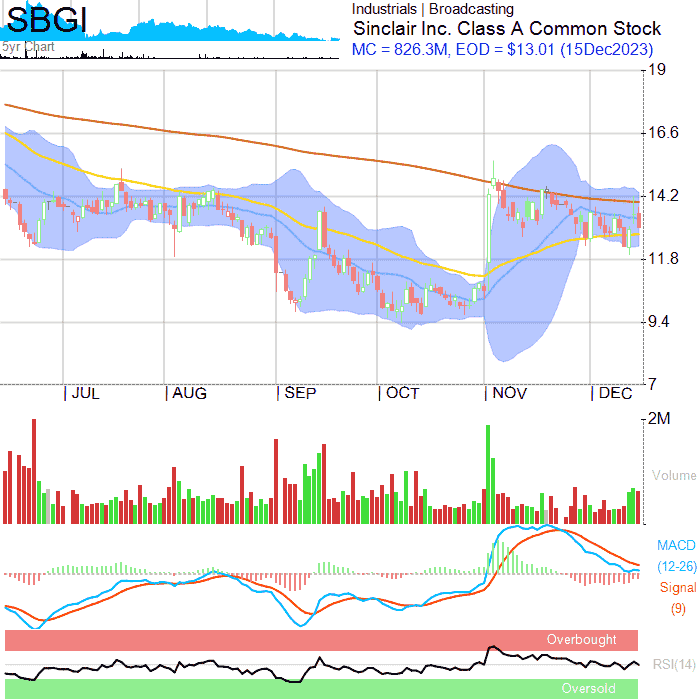 SBGI
5yr Chart
Industrials | Broadcasting
Sinclair Inc. Class A Common Stock
MC = 826.3M, EOD = $13.01 (15Dec2023)
19
16.6
14.2
11.8
9.4
7
| JUL | AUG | SEP | OCT | NOV | DEC
2M
Volume
MACD
(12-26)
Signal
(9)
Overbought
RSI(14)
Oversold